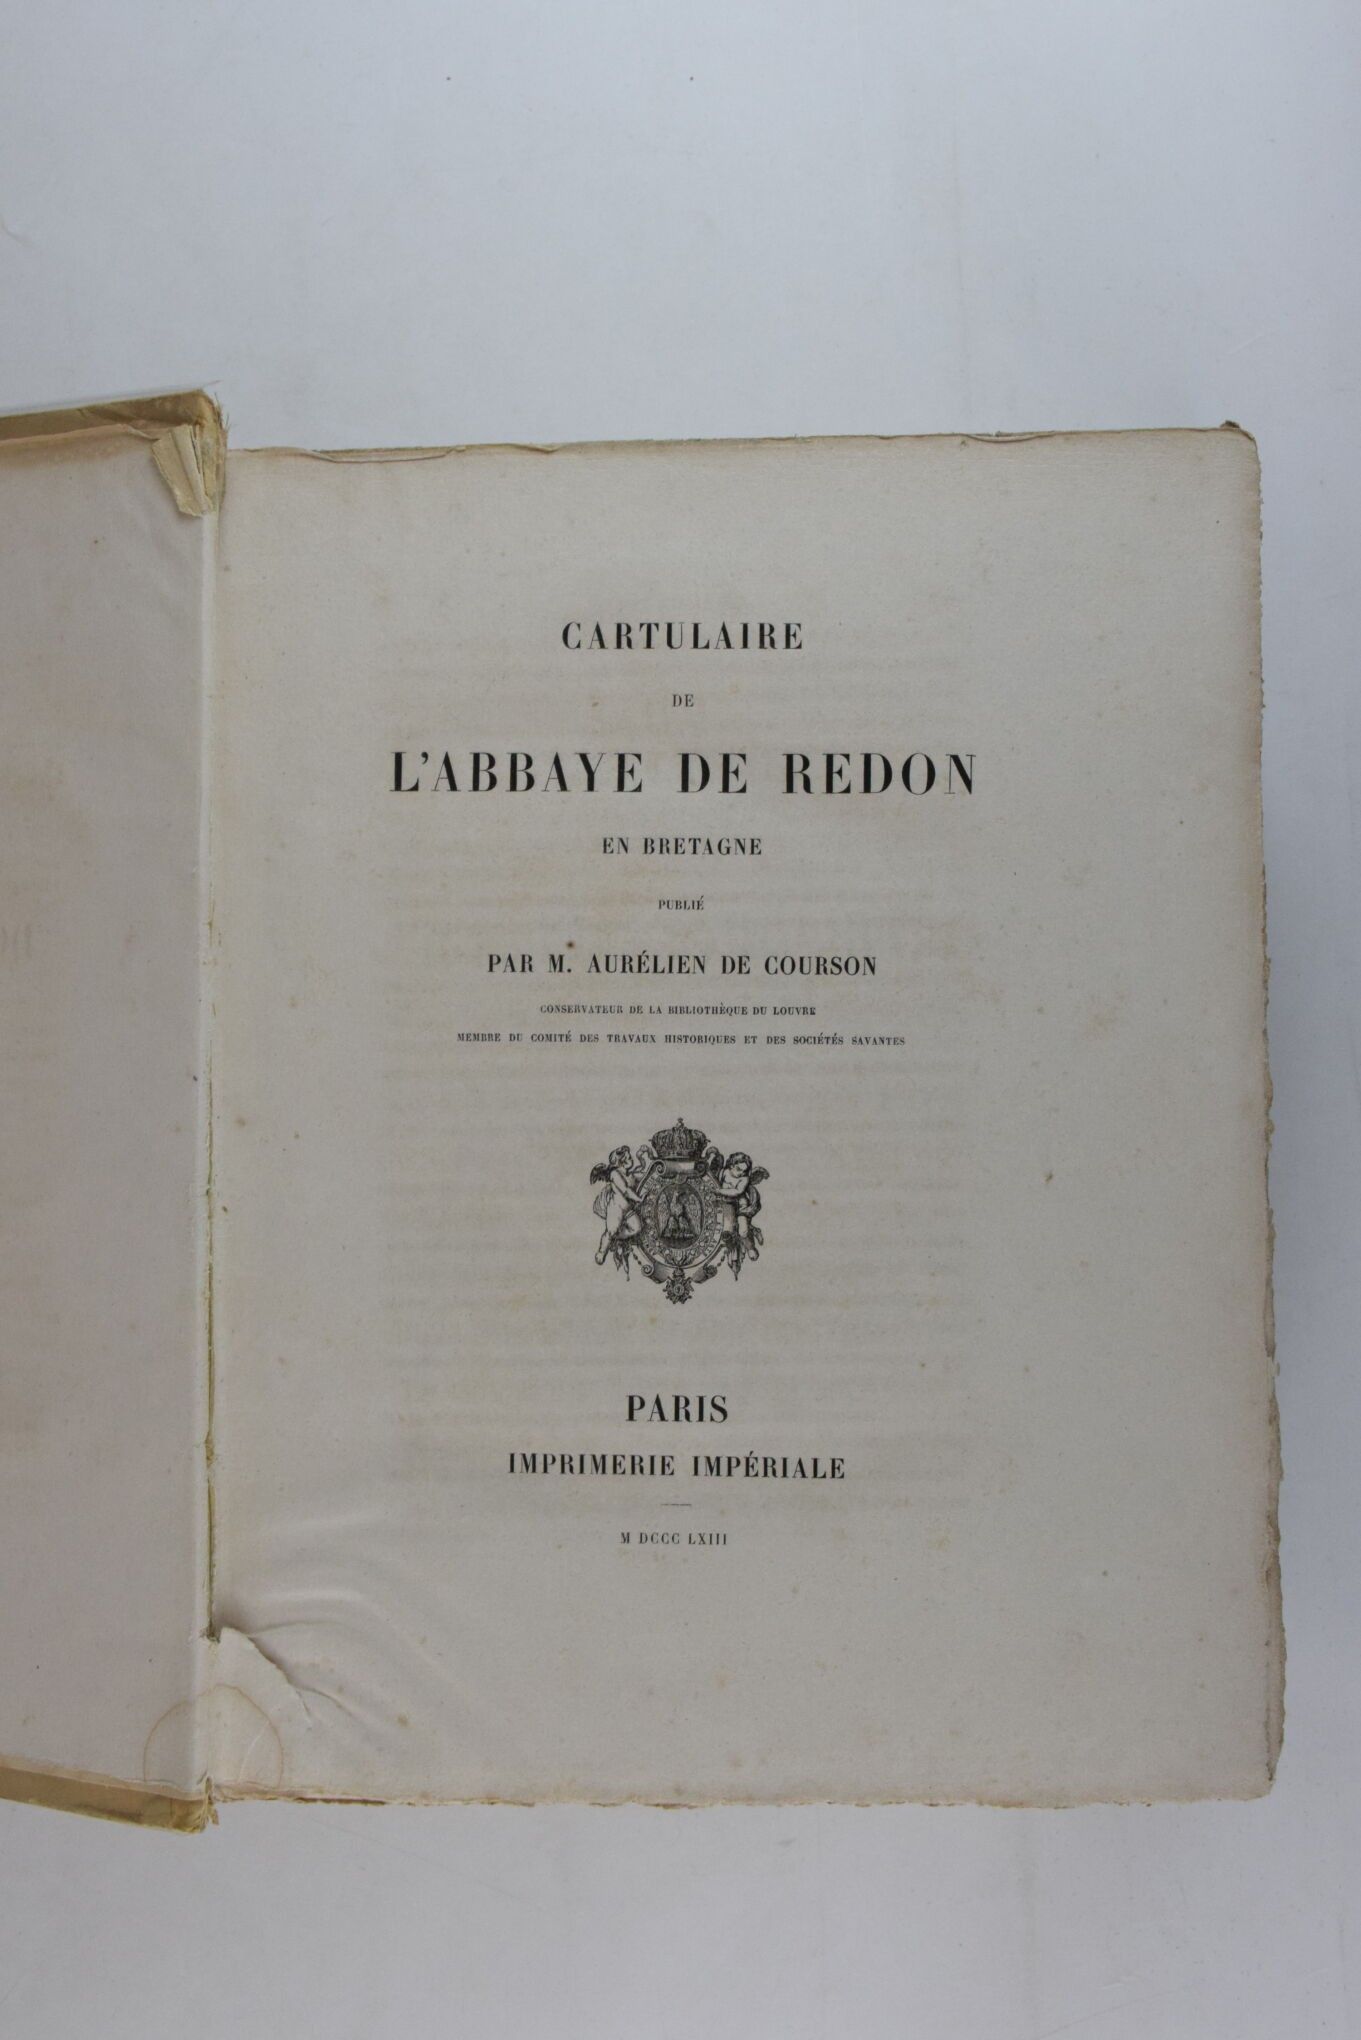 CARTULAIRE
DE
L'ABBAYE DE REDON
EN BRETAGNE
PUBLIÉ
PAR M. AURÉLIEN DE COURSON
CONSERVATEUR DE LA BIBLIOTHÈQUE DU LOUVRE
MEMBRE DU COMITÉ DES TRAVAUX HISTORIQUES ET DES SOCIÉTÉS SAVANTES
PARIS
IMPRIMERIE IMPÉRIALE
M DCCC LXIII